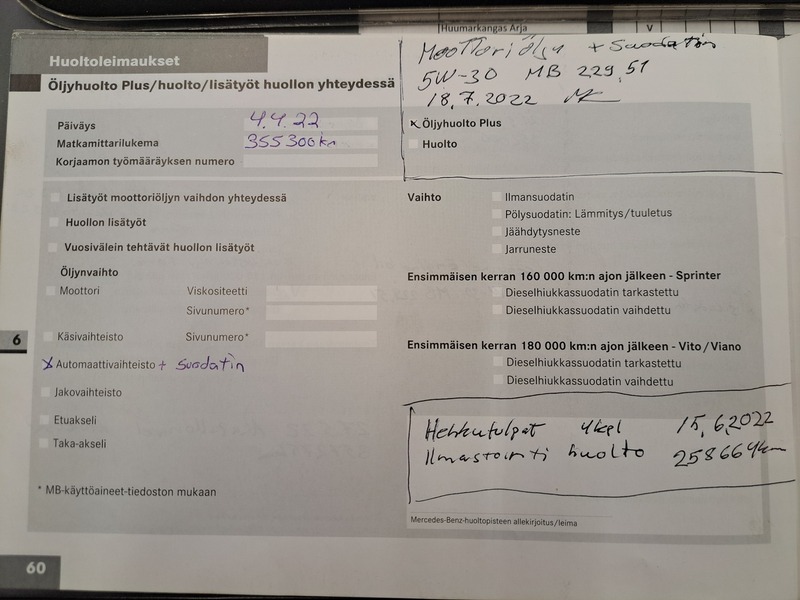 Huumarkangas Arja
V
Huoltoleimaukset
Öljyhuolto Plus/huolto/lisätyöt huollon yhteydessä
Moottoriöljy + Suodatin
5W-30 MB 229,51
18.7.2022
Päiväys 4.4.22
Matkamittarilukema 355300km
Korjaamon työmääräyksen numero
x Öljyhuolto Plus
Huolto
Lisätyöt moottoriöljyn vaihdon yhteydessä
Huollon lisätyöt
Vuosivälein tehtävät huollon lisätyöt
Öljynvaihto
Moottori Viskositeetti
Sivunumero*
Käsivaihteisto Sivunumero*
x Automaattivaihteisto + suodatin
Jakovaihteisto
Etuakseli
Taka-akseli
* MB-käyttöaineet-tiedoston mukaan
Vaihto Ilmansuodatin
Pölysuodatin: Lämmitys/tuuletus
Jäähdytysneste
Jarruneste
Ensimmäisen kerran 160 000 km:n ajon jälkeen - Sprinter
Dieselhiukkassuodatin tarkastettu
Dieselhiukkassuodatin vaihdettu
Ensimmäisen kerran 180 000 km:n ajon jälkeen - Vito/Viano
Dieselhiukkassuodatin tarkastettu
Dieselhiukkassuodatin vaihdettu
Hehkutulpat 4kpl 15.6.2022
Ilmastointi huolto 258664km
Mercedes-Benz-huoltopisteen allekirjoitus/leima
6
60